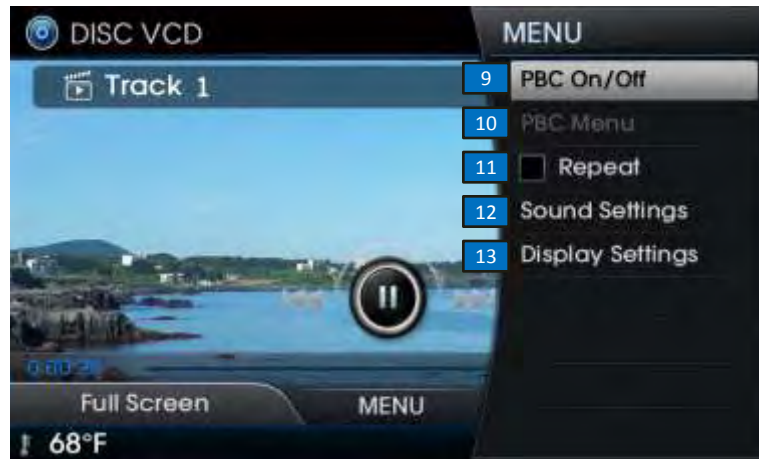 DISC VCD
Track 1
Full Screen
MENU
68°F
MENU
9 PBC On/Off
10 PBC Menu
11 Repeat
12 Sound Settings
13 Display Settings